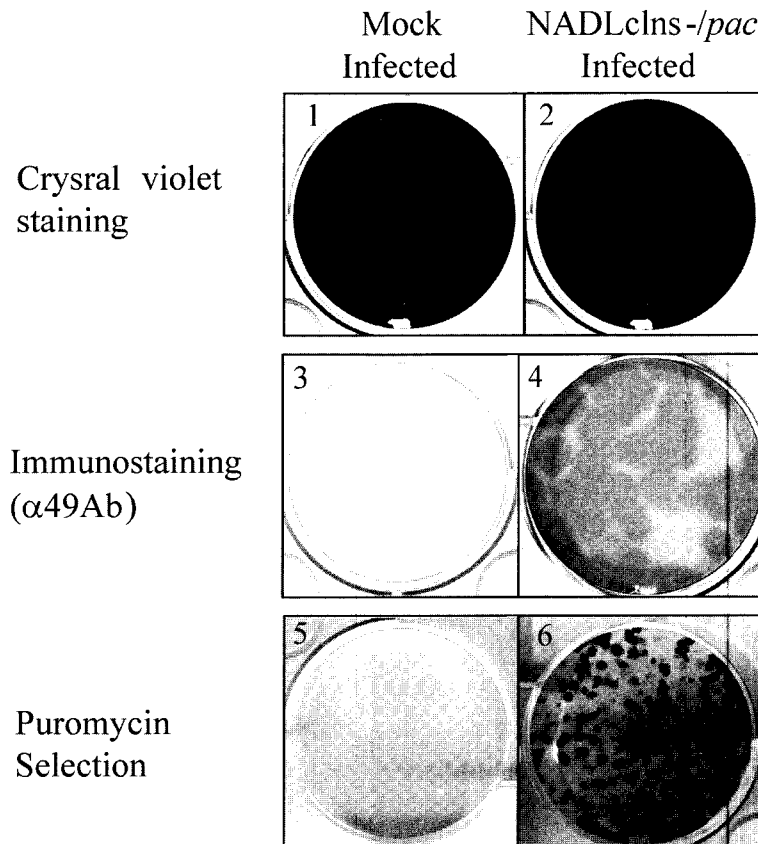 Mock
Infected
NADLclns-/pac
Infected
1
2
Crysral violet
staining
3
4
Immunostaining
(α49Ab)
5
6
Puromycin
Selection